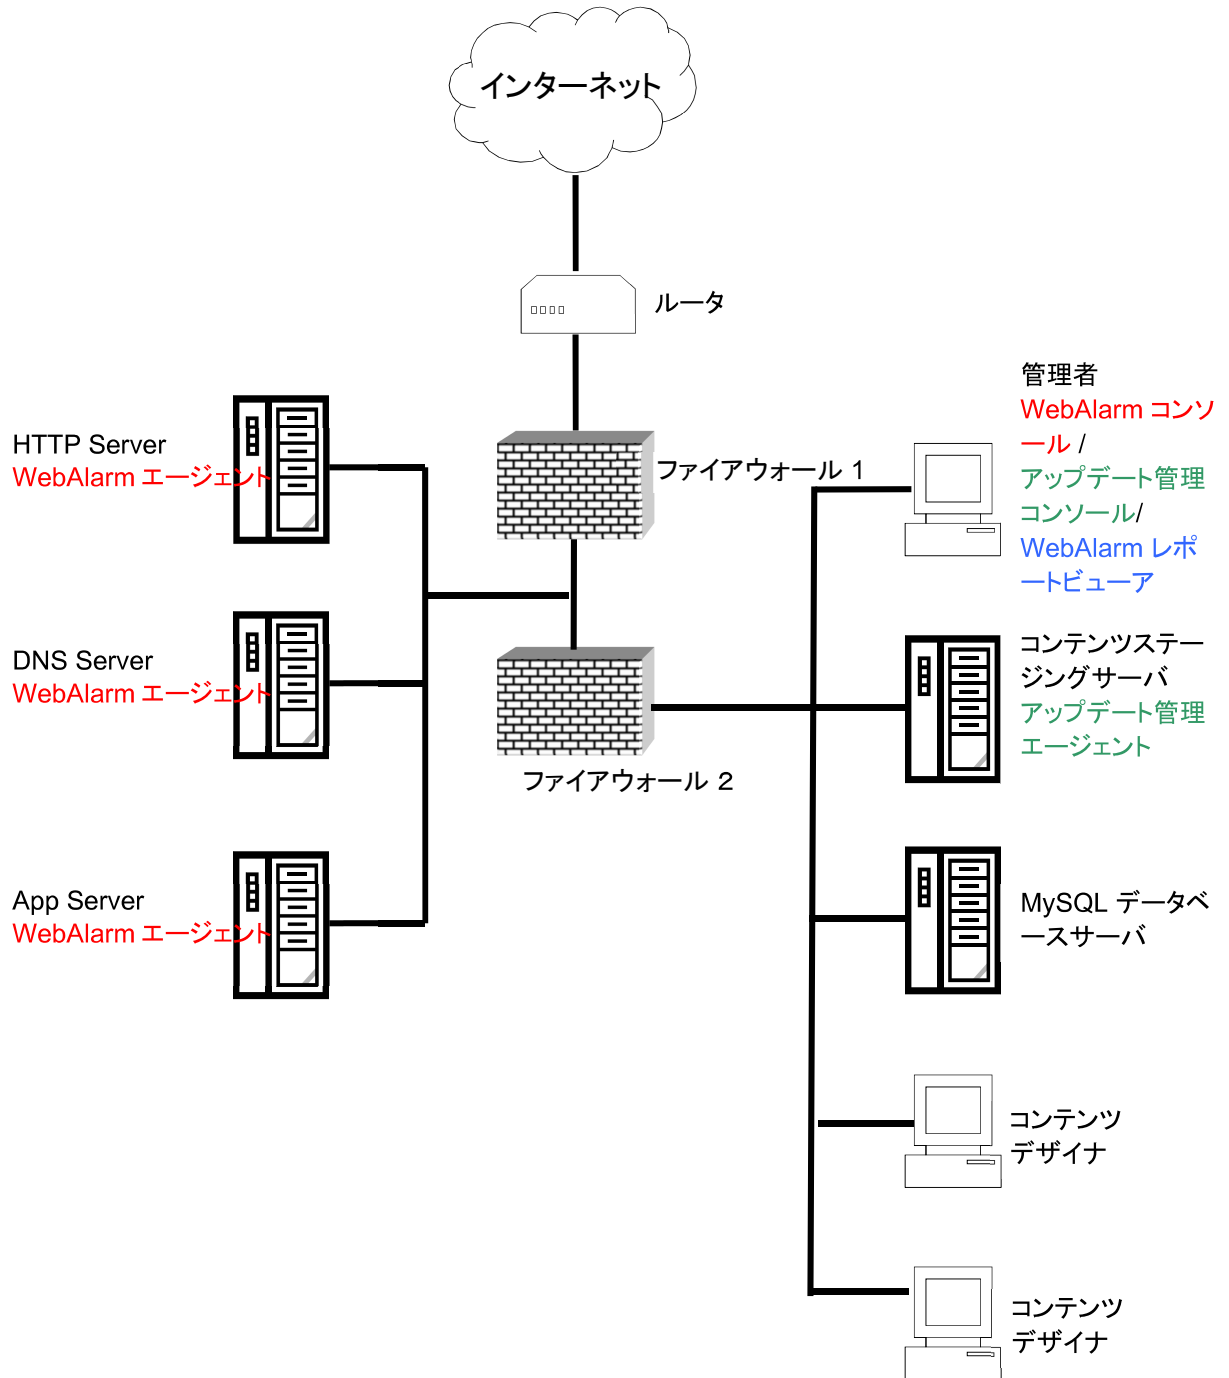 インターネット
ルータ
ファイアウォール 1
ファイアウォール 2
HTTP Server
WebAlarm エージェント
DNS Server
WebAlarm エージェント
App Server
WebAlarm エージェント
管理者
WebAlarm コンソ
ール /
アップデート管理
コンソール/
WebAlarm レポ
ートビューア
コンテンツステー
ジングサーバ
アップデート管理
エージェント
MySQL データベ
ースサーバ
コンテンツ
デザイナ
コンテンツ
デザイナ